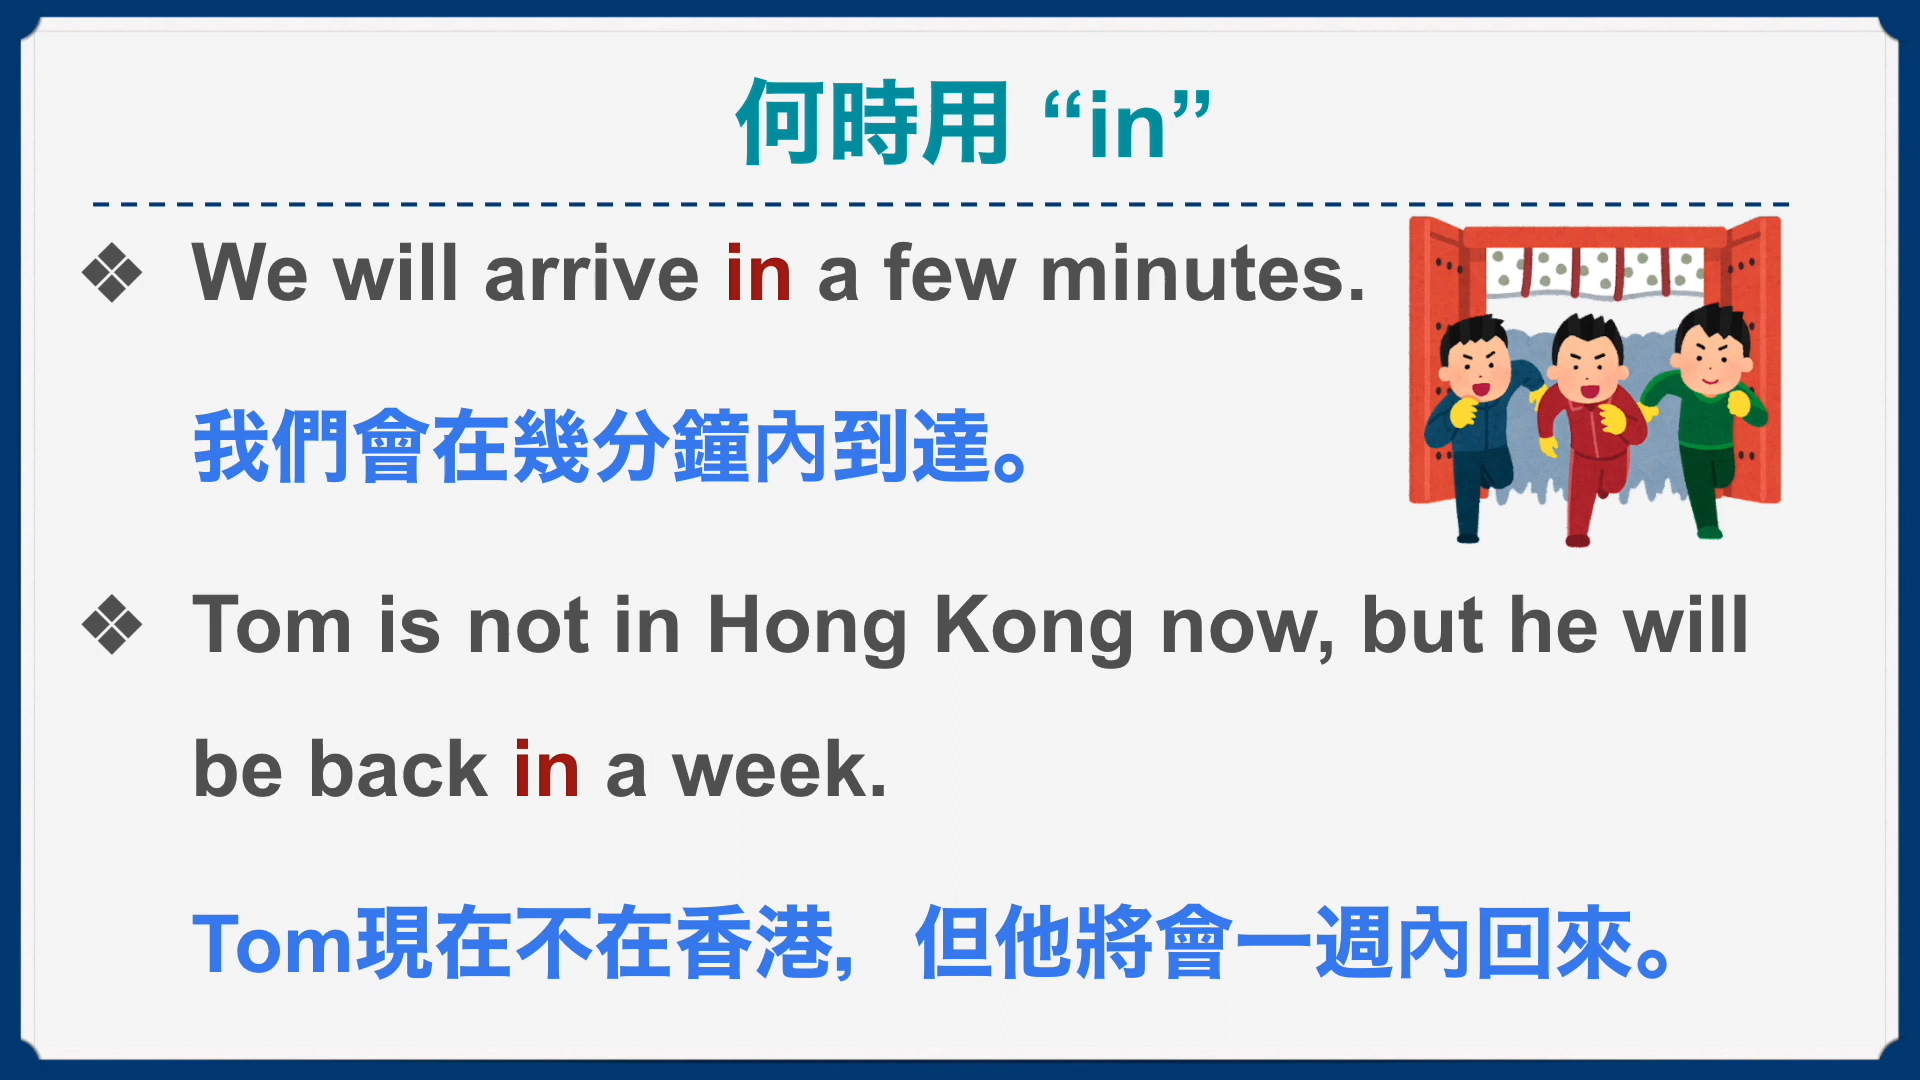 何時用 “in”
❖ We will arrive in a few minutes.
我們會在幾分鐘內到達。
❖ Tom is not in Hong Kong now, but he will
be back in a week.
Tom現在不在香港, 但他將會一週內回來。